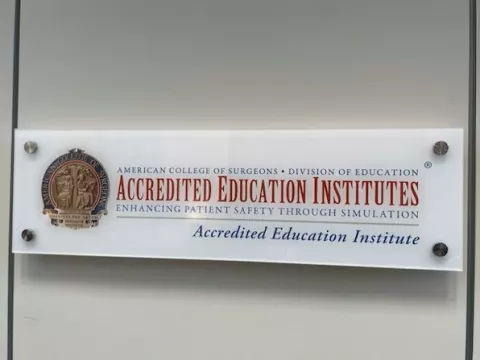 AMERICAN COLLEGE OF SURGEONS • DIVISION OF EDUCATION
ACCREDITED EDUCATION INSTITUTES ®
ENHANCING PATIENT SAFETY THROUGH SIMULATION
Accredited Education Institute